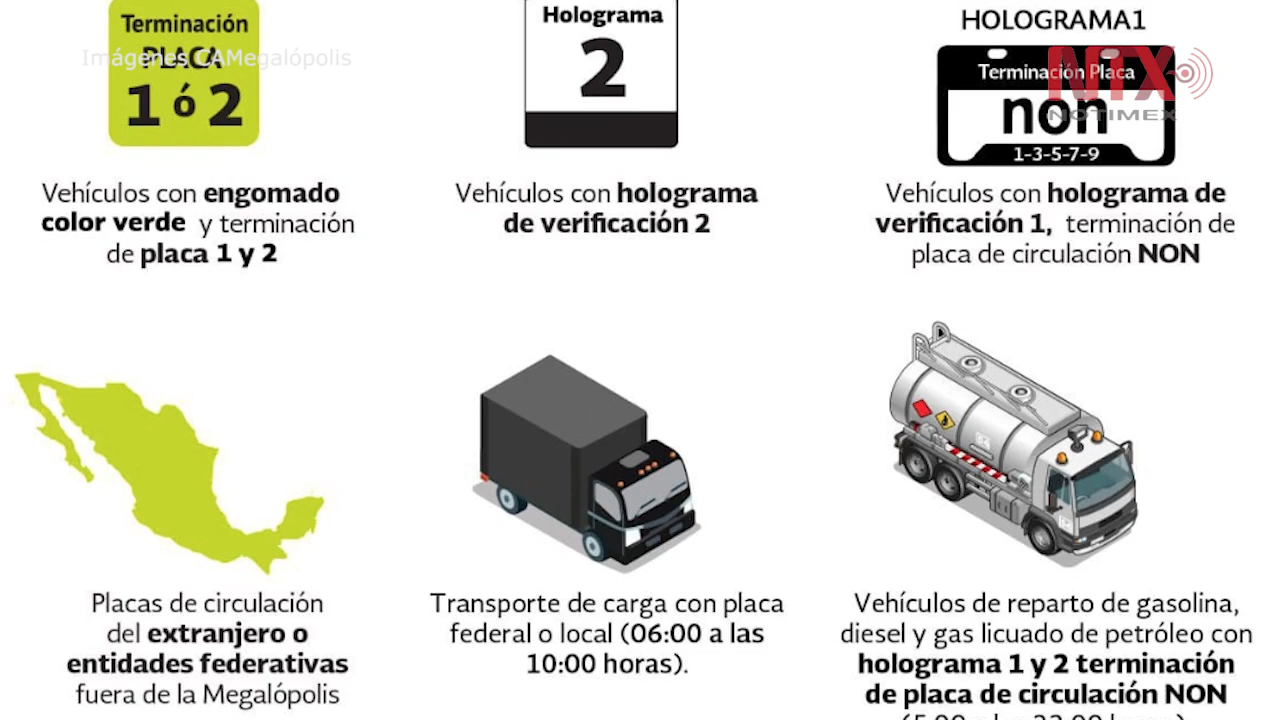 Terminación
PLACA
1 ó 2
Imágenes CAMegalópolis
Vehículos con engomado
color verde y terminación
de placa 1 y 2
Holograma
2
Vehículos con holograma
de verificación 2
HOLOGRAMA1
Terminación Placa
non
1-3-5-7-9
NTX
NOTIMEX
Vehículos con holograma de
verificación 1, terminación de
placa de circulación NON
Placas de circulación
del extranjero o
entidades federativas
fuera de la Megalópolis
Transporte de carga con placa
federal o local (06:00 a las
10:00 horas).
Vehículos de reparto de gasolina,
diesel y gas licuado de petróleo con
holograma 1 y 2 terminación
de placa de circulación NON